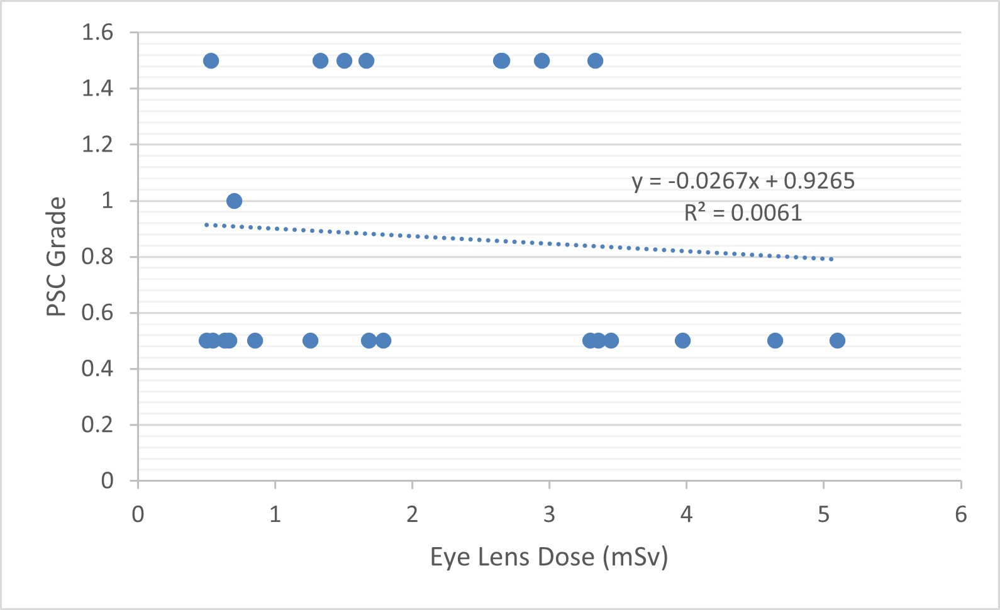 1.6
1.4
1.2
1
0.8
0.6
0.4
0.2
0
PSC Grade
y = -0.0267x + 0.9265
R² = 0.0061
0 1 2 3 4 5 6
Eye Lens Dose (mSv)